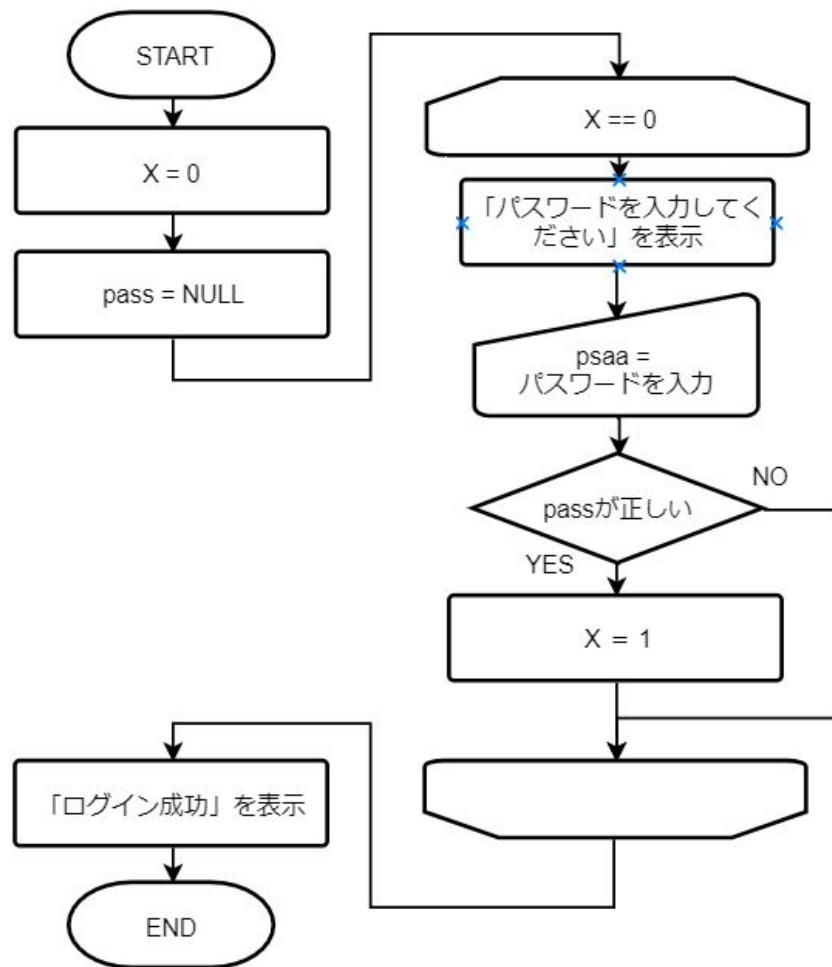 START
X = 0
pass = NULL
X == 0
「パスワードを入力してく
ださい」を表示
psaa =
パスワードを入力
passが正しい
NO
YES
X = 1
「ログイン成功」を表示
END